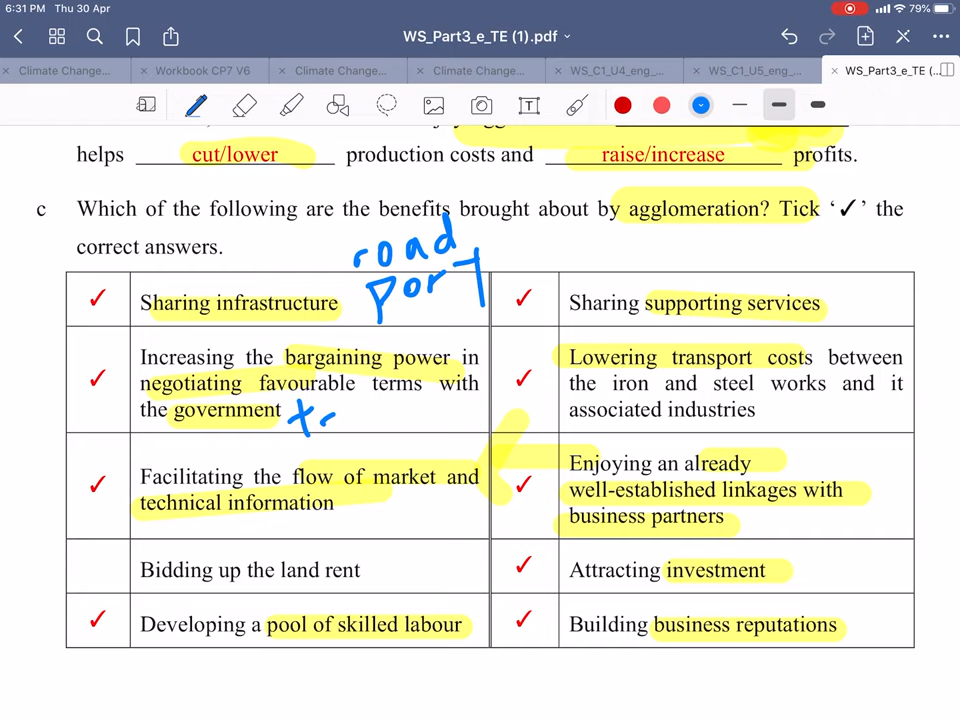 6:31 PM Thu 30 Apr
79%
WS_Part3_e_TE (1).pdf
Climate Change...
Workbook CP7 V6
Climate Change...
Climate Change...
WS_C1_U4_eng_...
WS_C1_U5_eng_...
WS_Part3_e_TE (...
helps cut/lower production costs and raise/increase profits.
c Which of the following are the benefits brought about by agglomeration? Tick ‘✓’ the
correct answers.
road
port
✓ Sharing infrastructure
✓ Sharing supporting services
✓ Increasing the bargaining power in
negotiating favourable terms with
the government
✓ Lowering transport costs between
the iron and steel works and it
associated industries
✓ Facilitating the flow of market and
technical information
✓ Enjoying an already
well-established linkages with
business partners
Bidding up the land rent
✓ Attracting investment
✓ Developing a pool of skilled labour
✓ Building business reputations